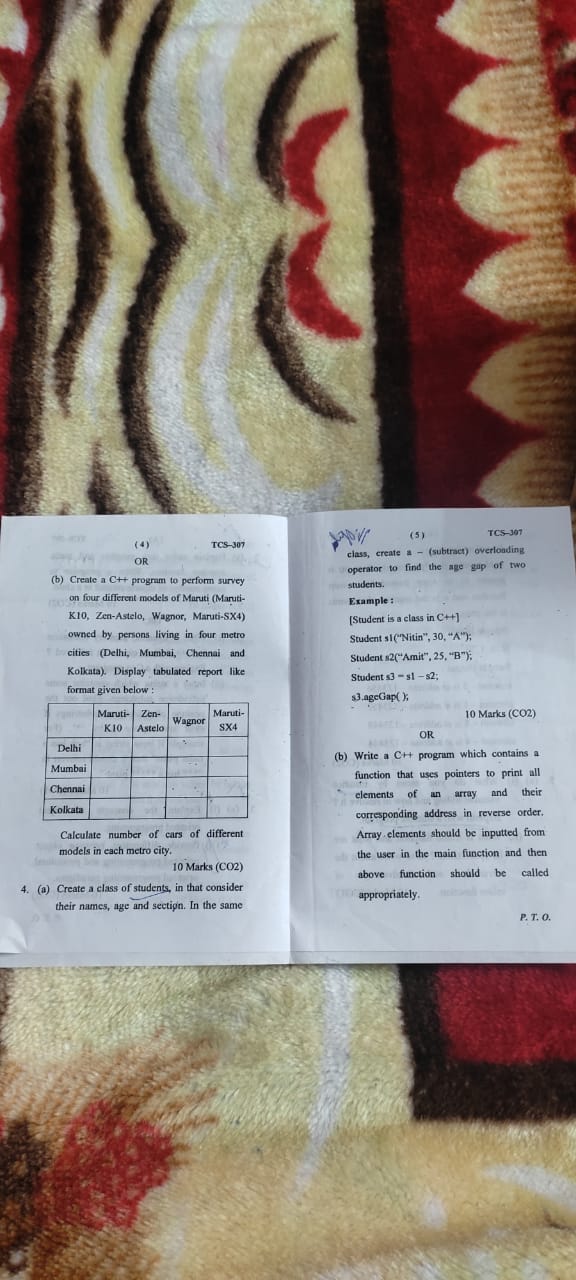 (4) TCS–307
OR
(b) Create a C++ program to perform survey
on four different models of Maruti (Maruti-
K10, Zen-Astelo, Wagnor, Maruti-SX4)
owned by persons living in four metro
cities (Delhi, Mumbai, Chennai and
Kolkata). Display tabulated report like
format given below :
Maruti-K10 Zen-Astelo Wagnor Maruti-SX4
Delhi
Mumbai
Chennai
Kolkata
Calculate number of cars of different
models in each metro city.
10 Marks (CO2)
4. (a) Create a class of students, in that consider
their names, age and section. In the same
(5) TCS–307
class, create a – (subtract) overloading
operator to find the age gap of two
students.
Example :
[Student is a class in C++]
Student s1(“Nitin”, 30, “A”);
Student s2(“Amit”, 25, “B”);
Student s3 = s1 – s2;
s3.ageGap( );
10 Marks (CO2)
OR
(b) Write a C++ program which contains a
function that uses pointers to print all
elements of an array and their
corresponding address in reverse order.
Array elements should be inputted from
the user in the main function and then
above function should be called
appropriately.
P. T. O.